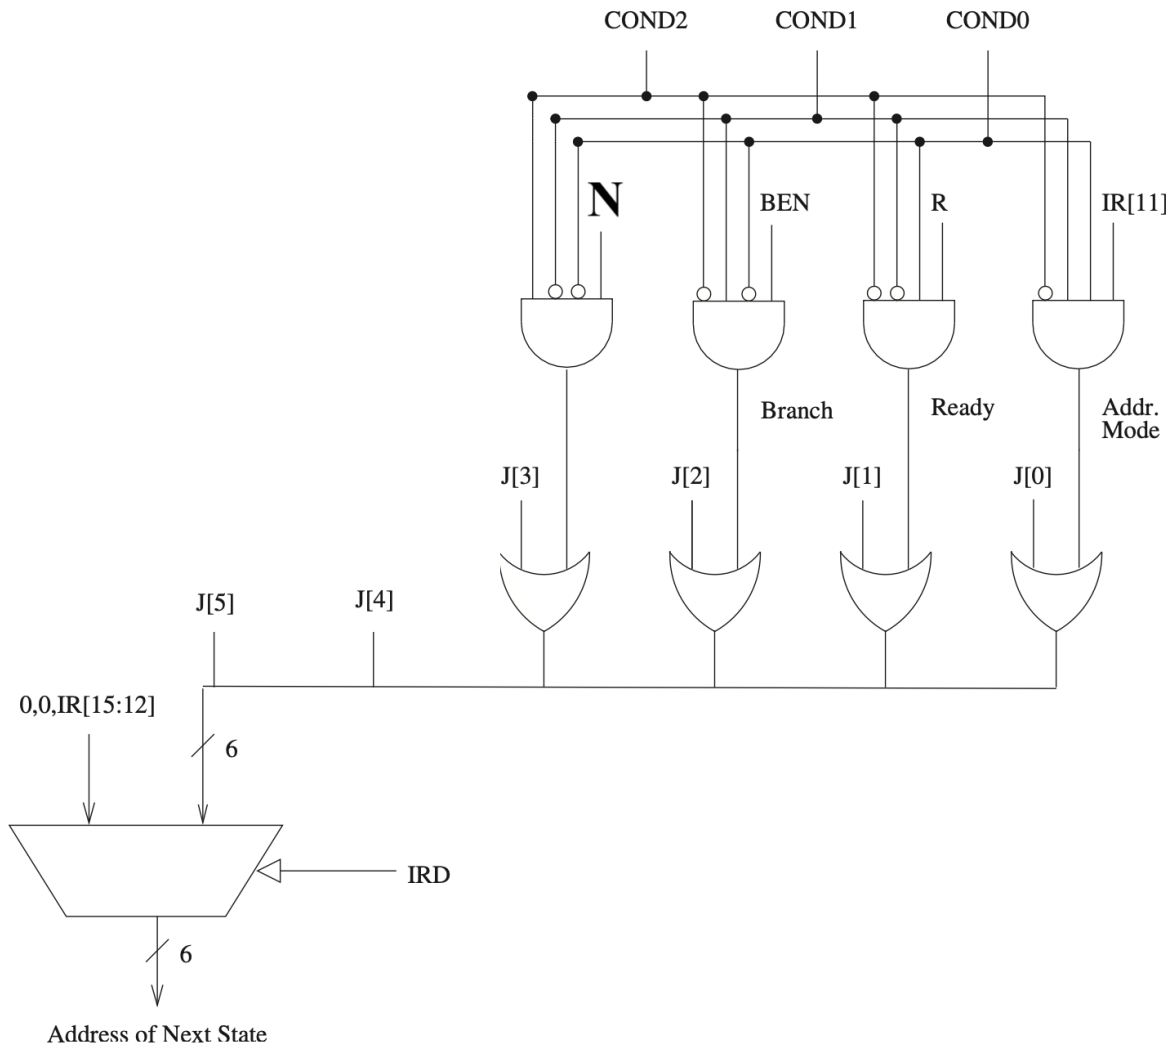 COND2
COND1
COND0
N
BEN
R
IR[11]
Branch
Ready
Addr.
Mode
J[3]
J[2]
J[1]
J[0]
J[5]
J[4]
0,0,IR[15:12]
6
IRD
6
Address of Next State